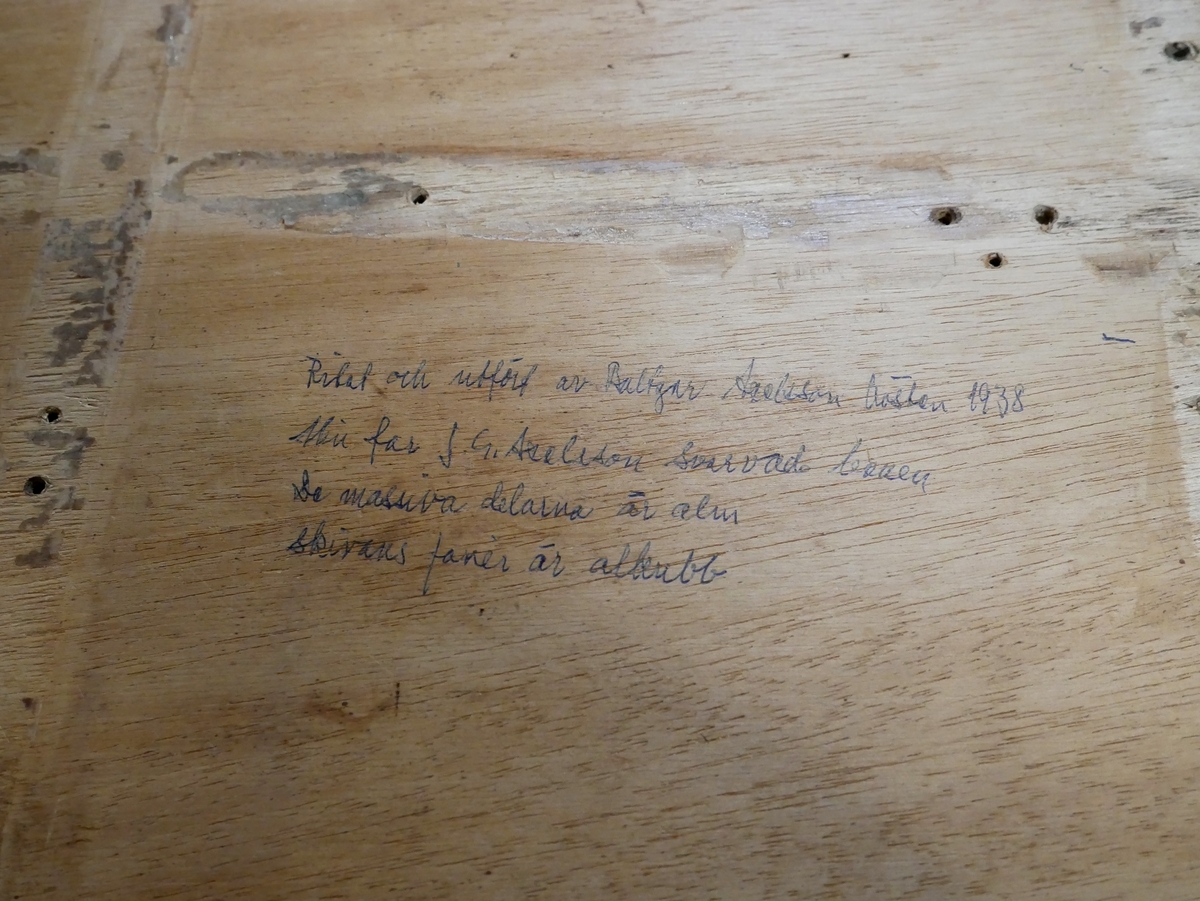 Ritat och utfört av Baltzar Axelsson hösten 1938
Min far J G. Axelsson svarvade benen
De massiva delarna är alm
skivans fanér är alkubb